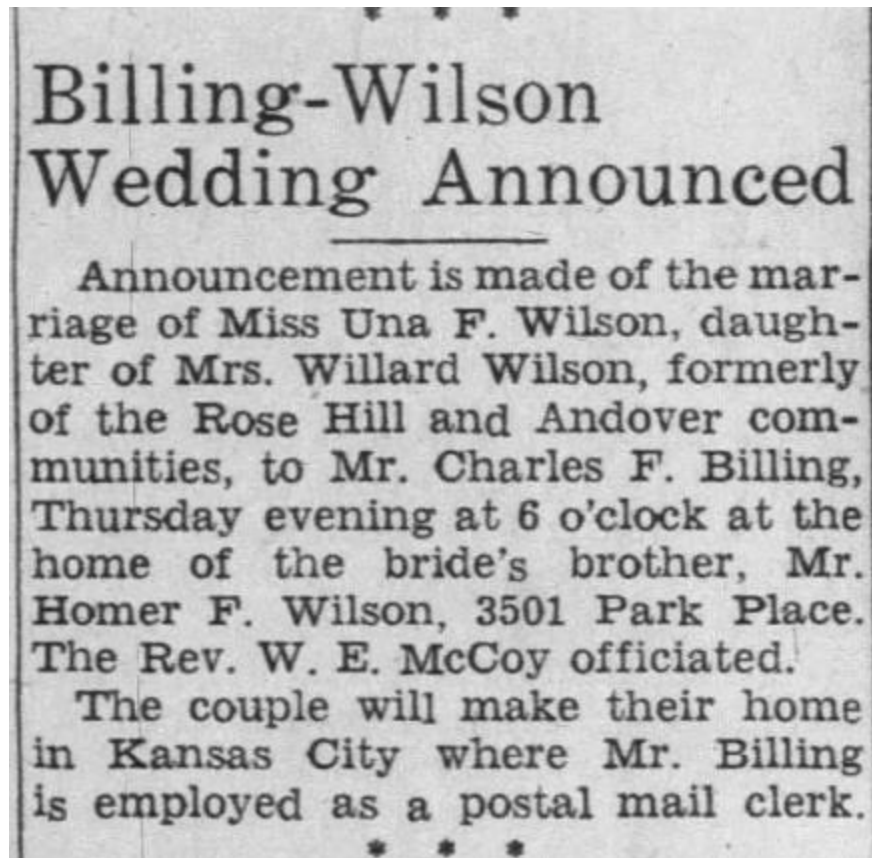 * * *
Billing-Wilson
Wedding Announced
Announcement is made of the mar-
riage of Miss Una F. Wilson, daugh-
ter of Mrs. Willard Wilson, formerly
of the Rose Hill and Andover com-
munities, to Mr. Charles F. Billing,
Thursday evening at 6 o'clock at the
home of the bride's brother, Mr.
Homer F. Wilson, 3501 Park Place.
The Rev. W. E. McCoy officiated.
The couple will make their home
in Kansas City where Mr. Billing
is employed as a postal mail clerk.
* * *